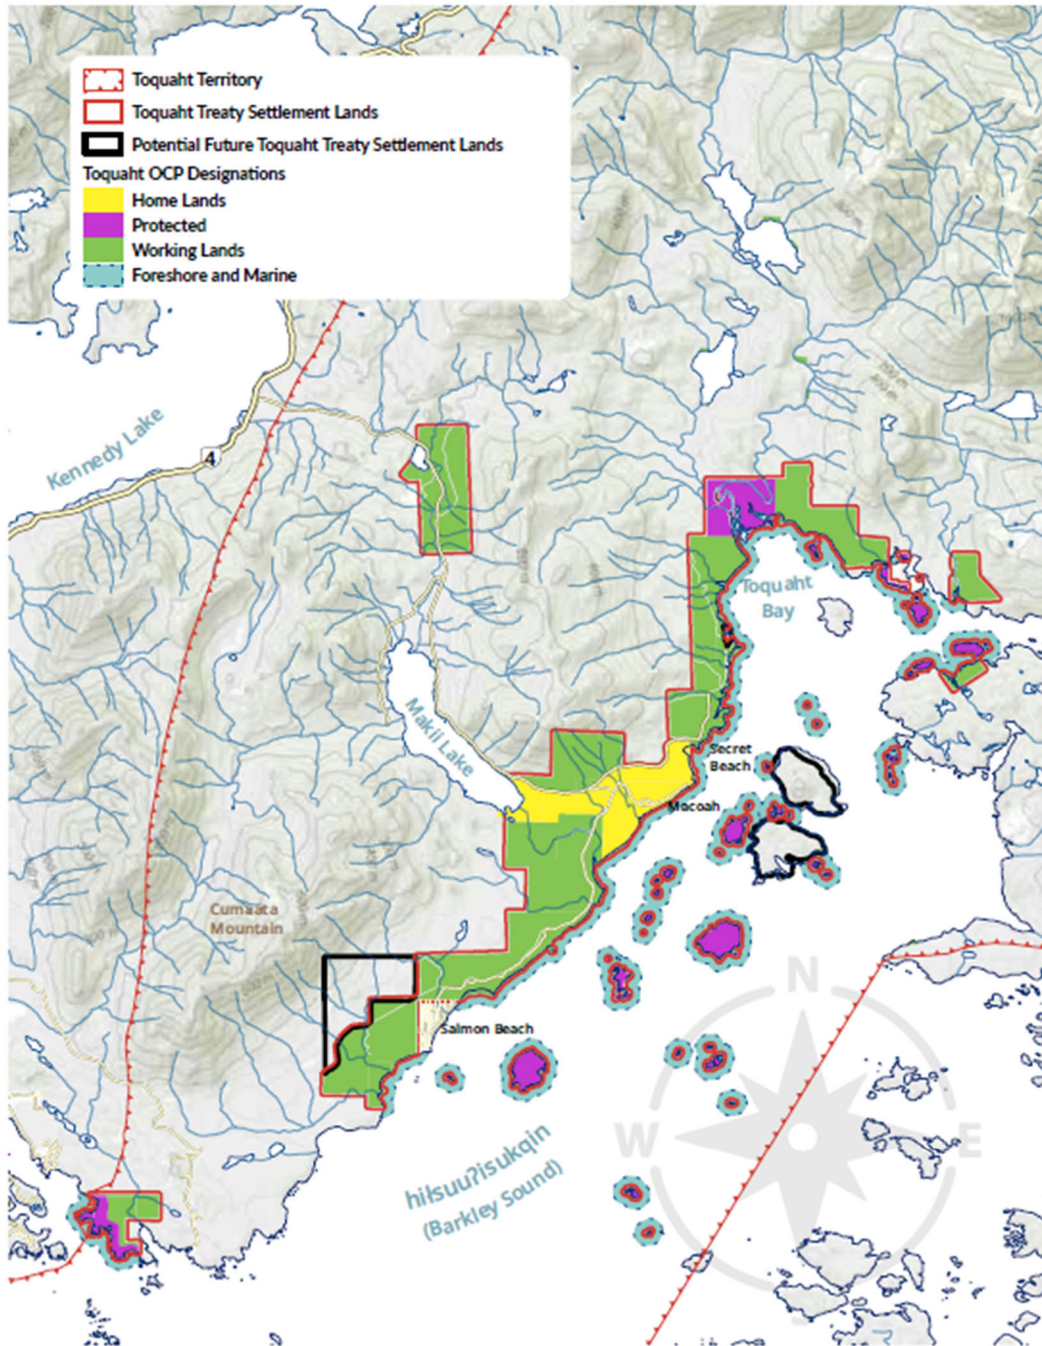 Toquaht Territory
Toquaht Treaty Settlement Lands
Potential Future Toquaht Treaty Settlement Lands
Toquaht OCP Designations
Home Lands
Protected
Working Lands
Foreshore and Marine
Kennedy Lake
4
Toquaht
Bay
Makii Lake
Secret
Beach
Macoah
Cumaata
Mountain
Salmon Beach
N
W
E
hiłsuuʔisukqin
(Barkley Sound)